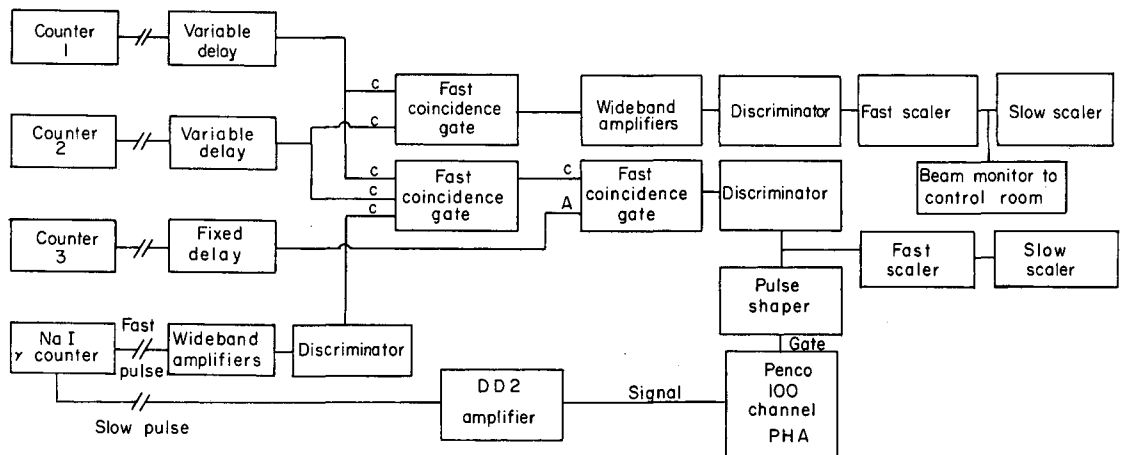 Counter
1
Variable
delay
c
Fast
coincidence
gate
c
Wideband
amplifiers
Discriminator
Fast scaler
Slow scaler
Beam monitor to
control room
Counter
2
Variable
delay
c
c
c
Fast
coincidence
gate
c
A
Fast
coincidence
gate
Discriminator
Counter
3
Fixed
delay
Fast
scaler
Slow
scaler
Pulse
shaper
Gate
Na I
γ counter
Fast
pulse
Wideband
amplifiers
Discriminator
Slow pulse
DD2
amplifier
Signal
Penco
100
channel
PHA